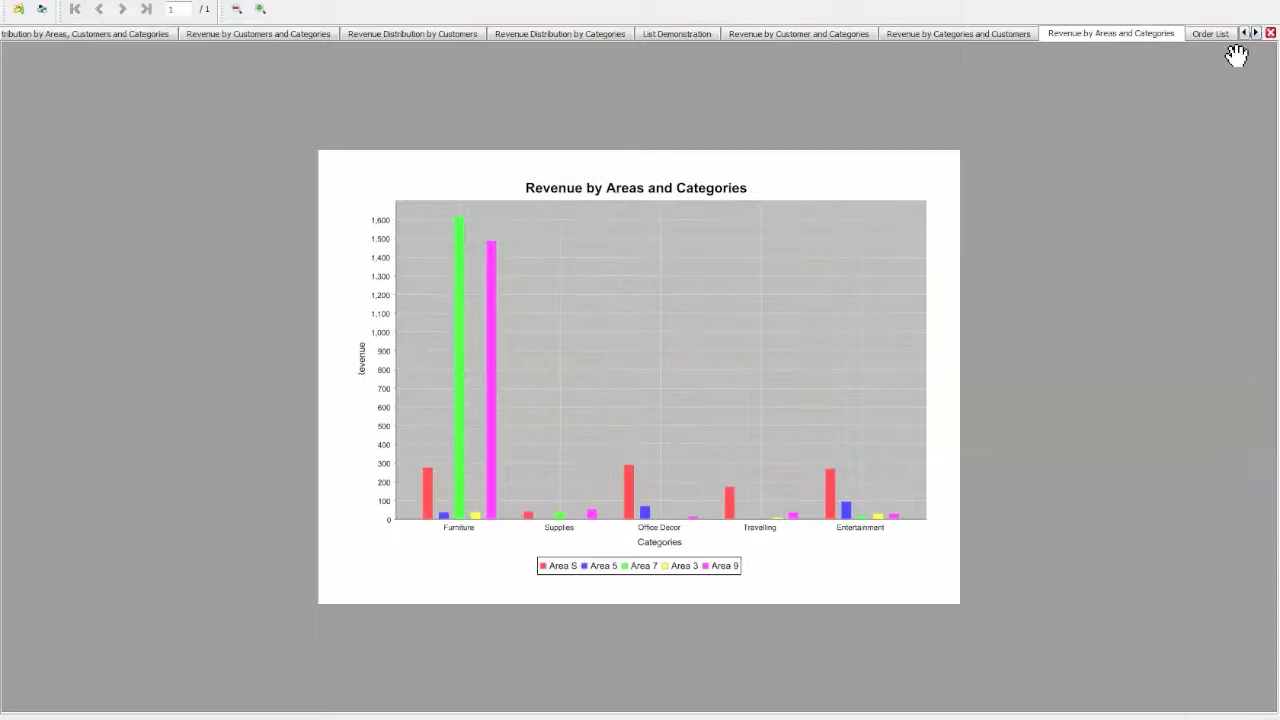 1 / 1
tribution by Areas, Customers and Categories Revenue by Customers and Categories Revenue Distribution by Customers Revenue Distribution by Categories List Demonstration Revenue by Customer and Categories Revenue by Categories and Customers Revenue by Areas and Categories Order List
Revenue by Areas and Categories
1,600
1,500
1,400
1,300
1,200
1,100
1,000
900
800
700
600
500
400
300
200
100
0
Revenue
Furniture Supplies Office Decor Travelling Entertainment
Categories
Area S Area 5 Area 7 Area 3 Area 9